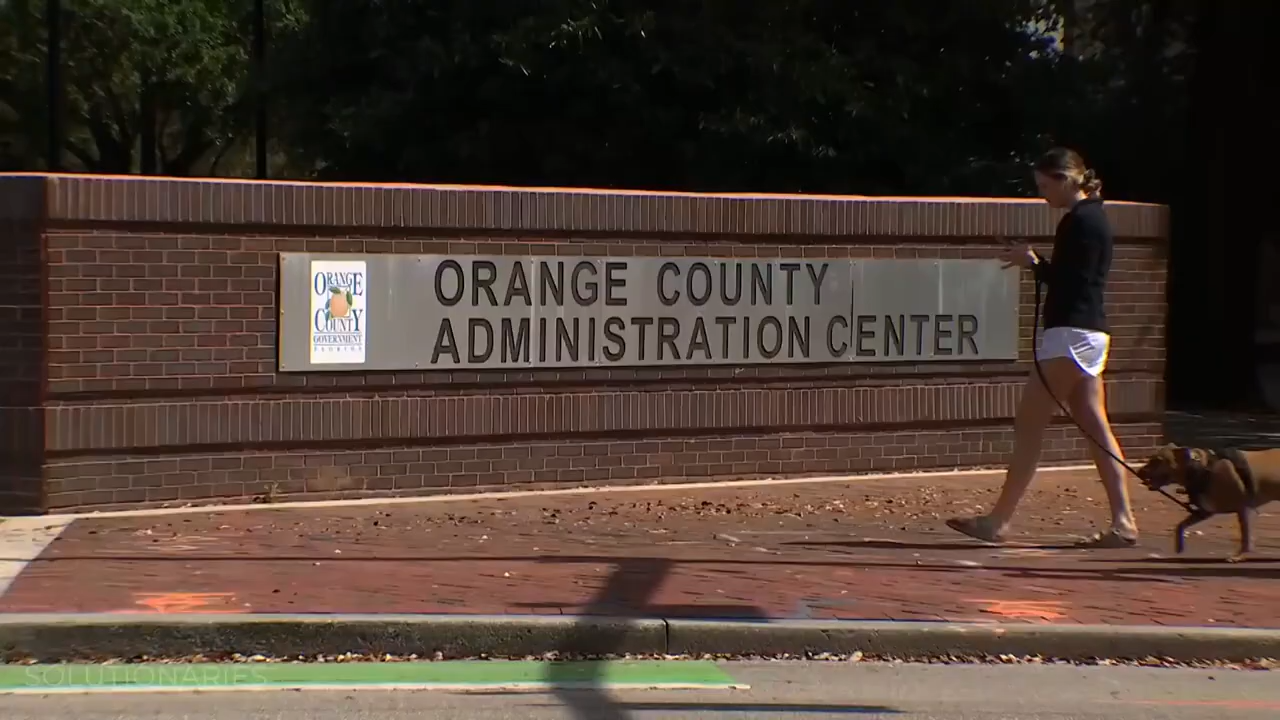 ORANGE
COUNTY
GOVERNMENT
FLORIDA
ORANGE COUNTY
ADMINISTRATION CENTER
SOLUTIONARIES